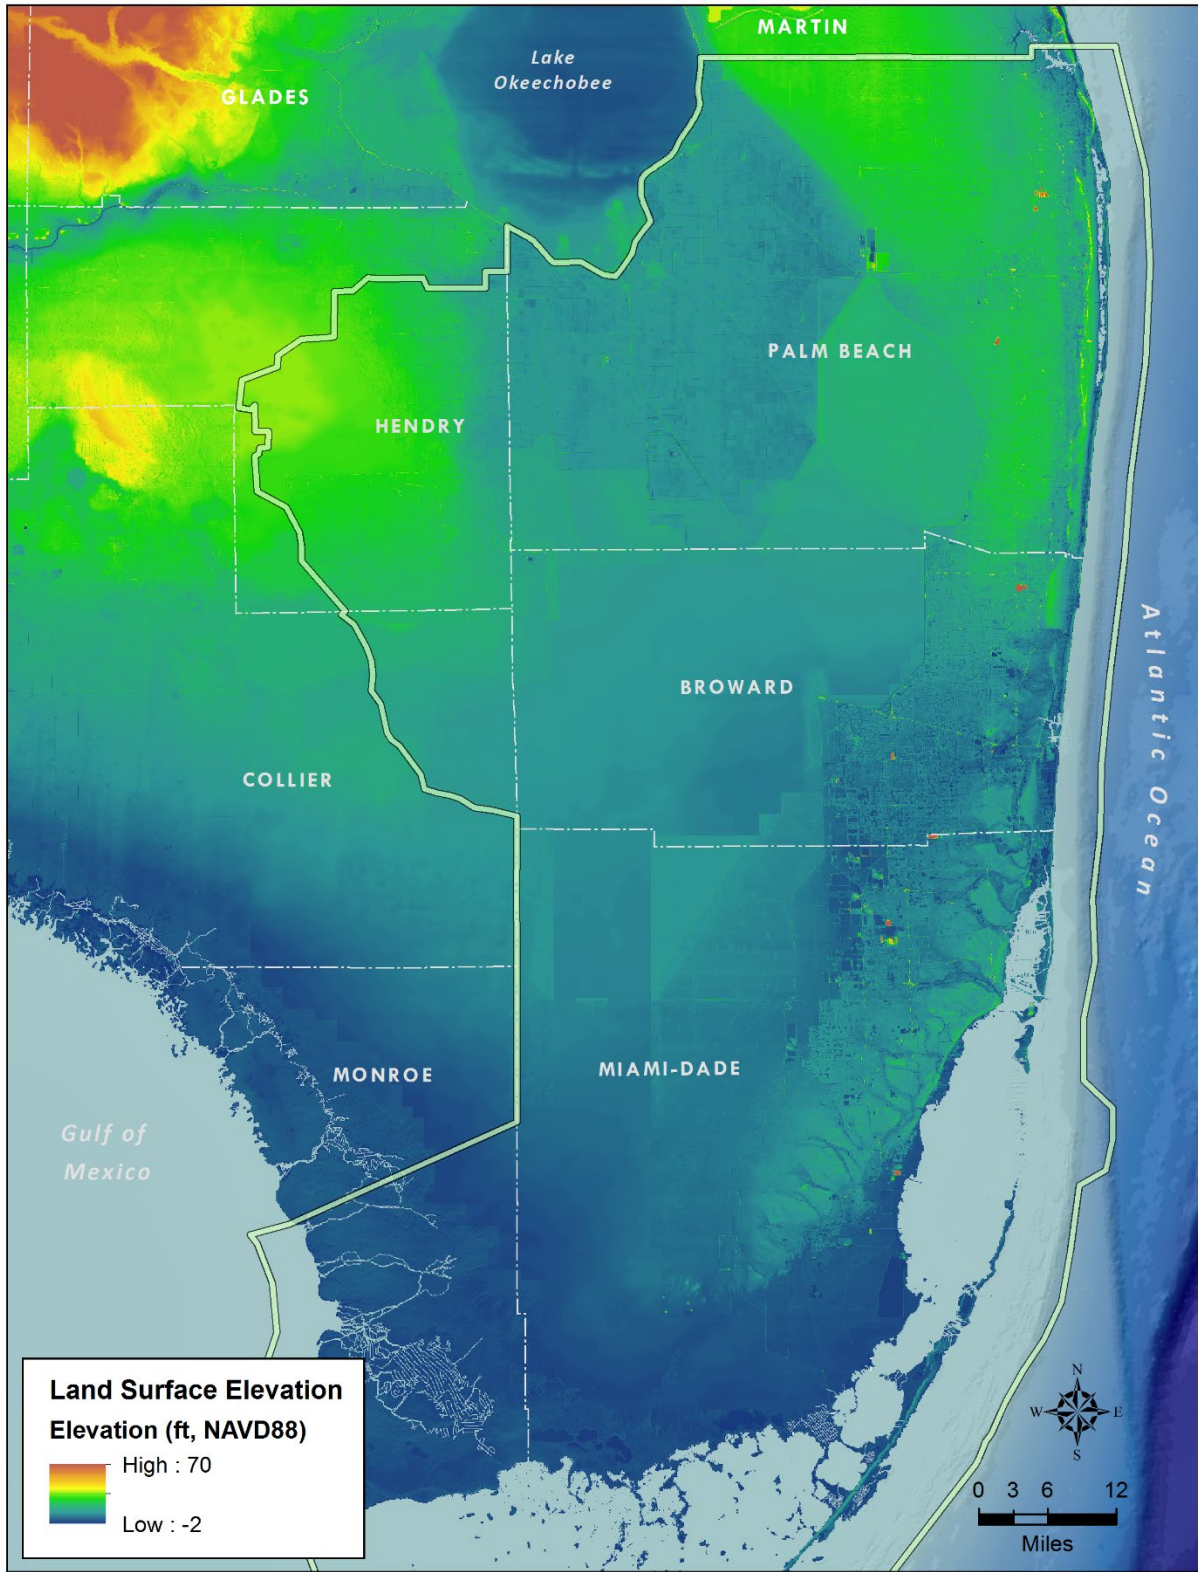 MARTIN
Lake
Okeechobee
GLADES
PALM BEACH
HENDRY
BROWARD
Atlantic Ocean
COLLIER
MIAMI-DADE
MONROE
Gulf of
Mexico
Land Surface Elevation
Elevation (ft, NAVD88)
High : 70
Low : -2
N
W E
S
0 3 6 12
Miles